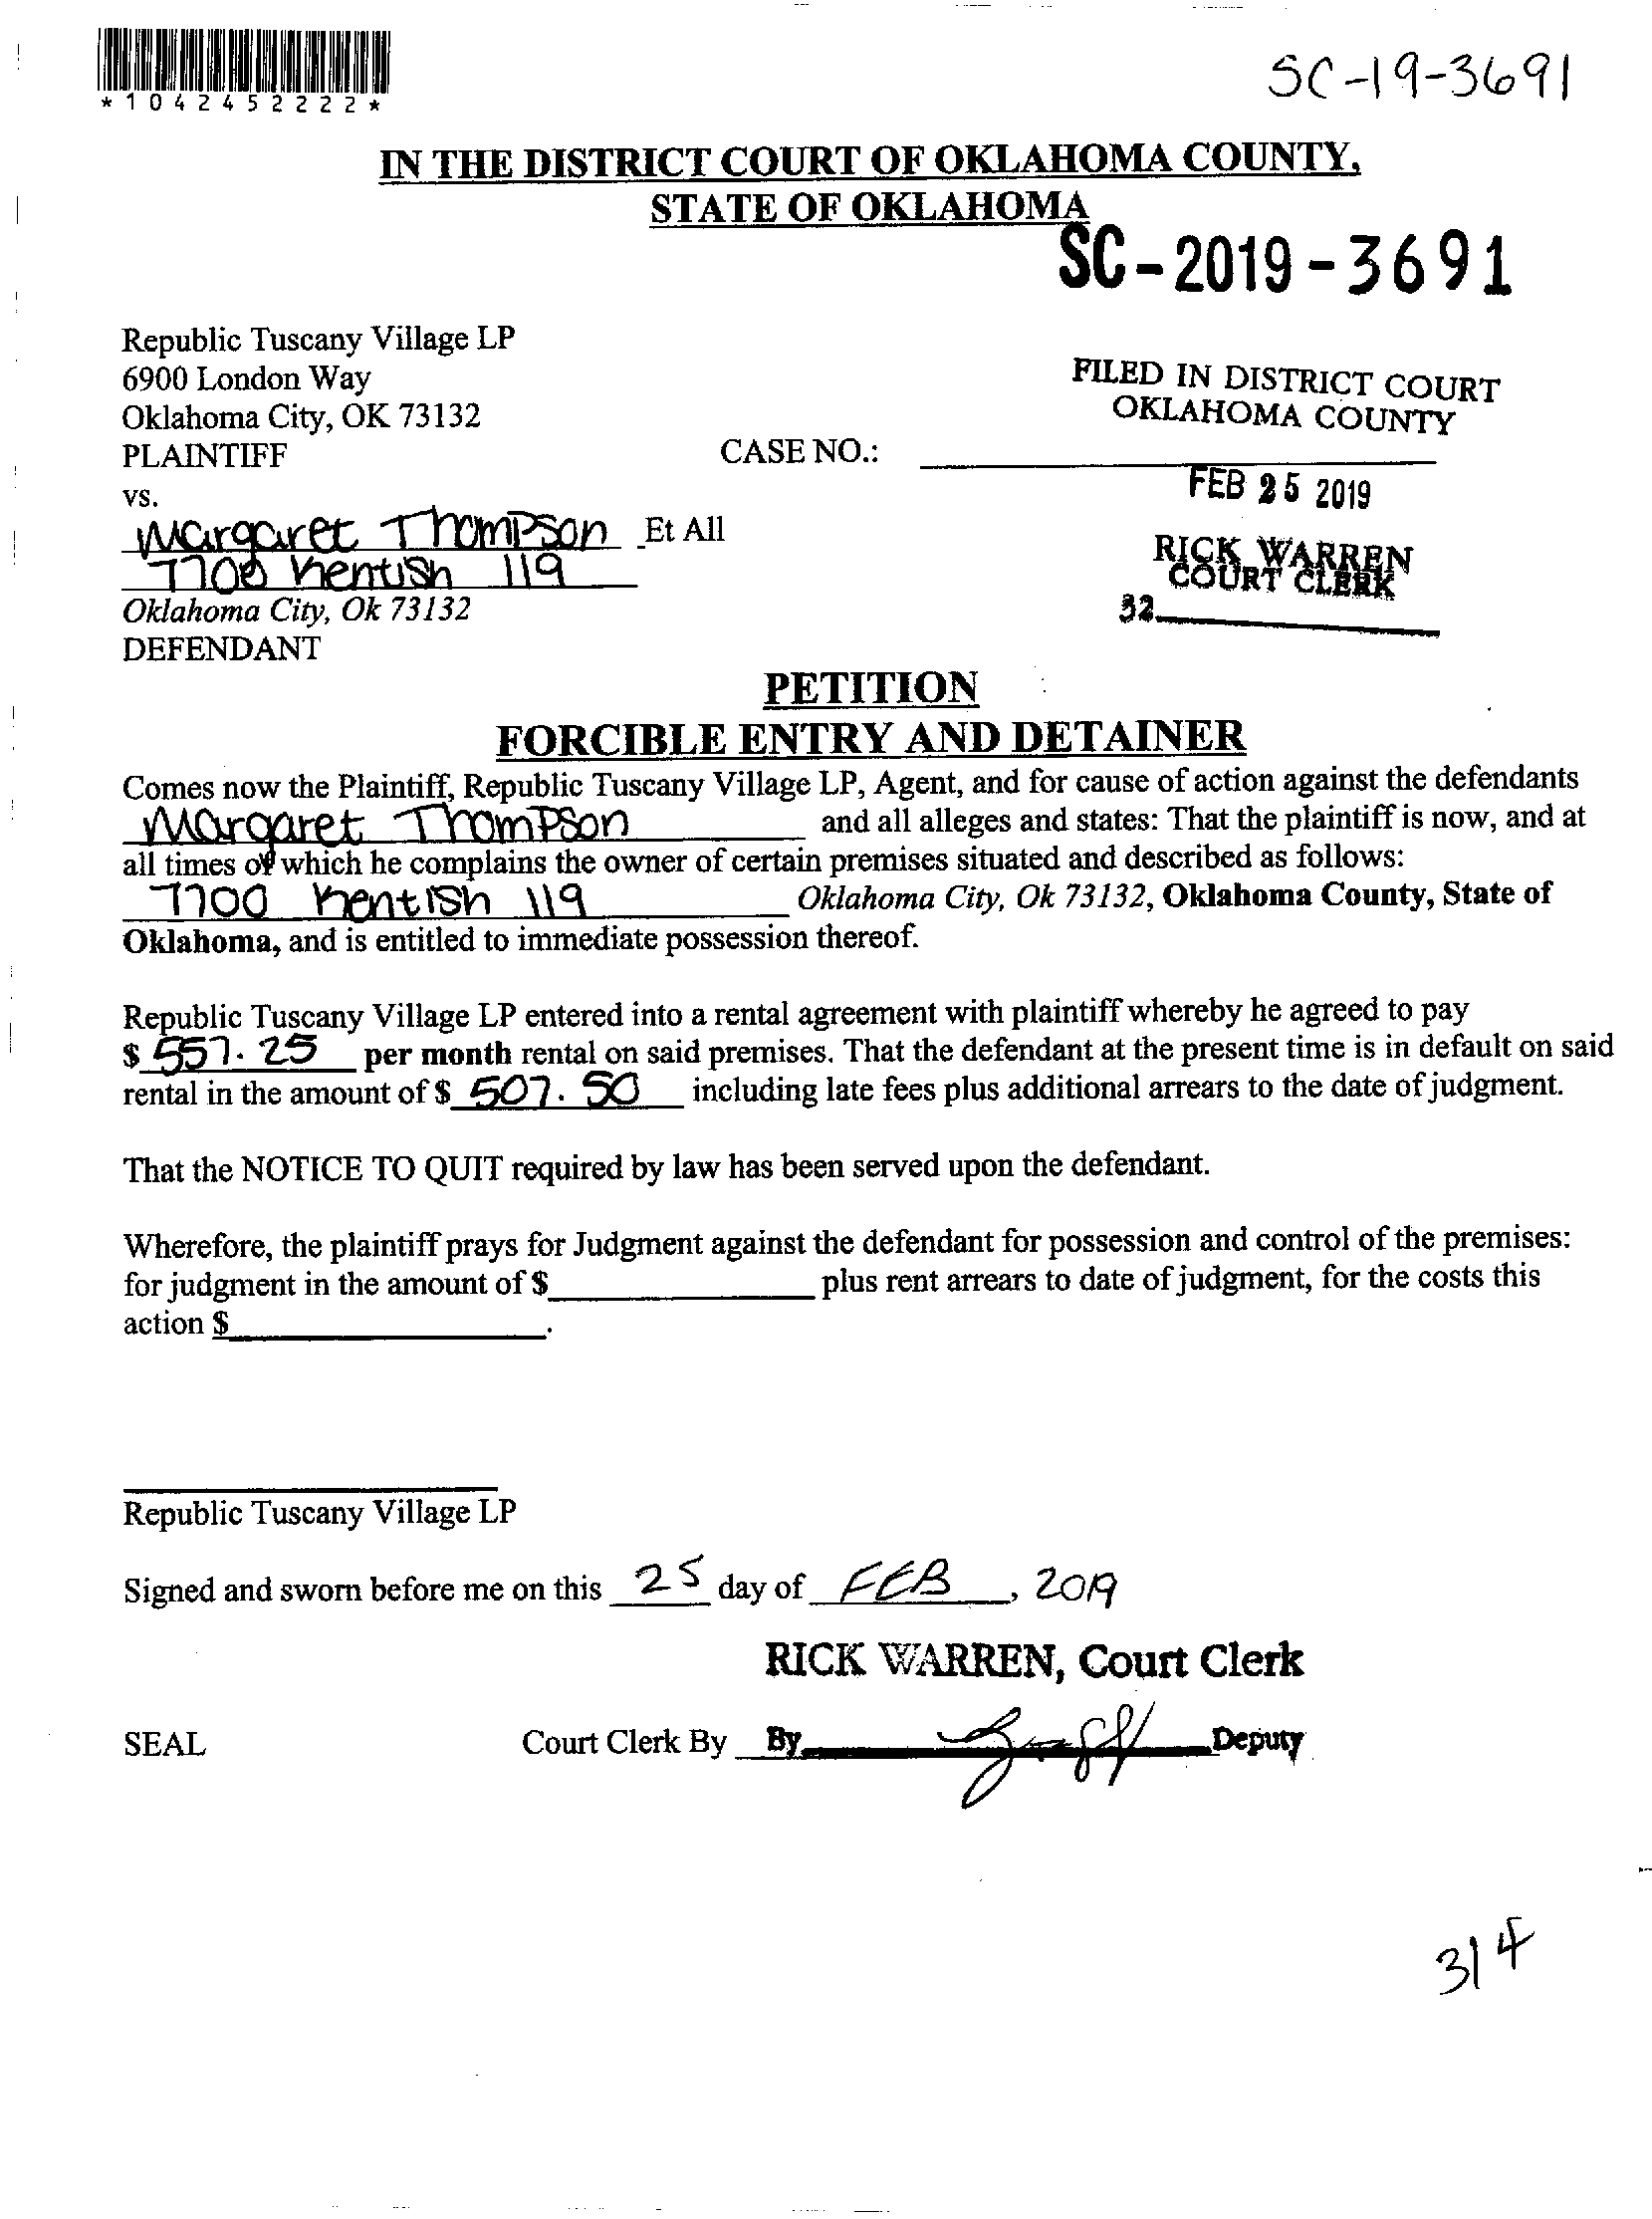 SC-19-3691
*1042452222*
IN THE DISTRICT COURT OF OKLAHOMA COUNTY,
STATE OF OKLAHOMA
SC-2019-3691
Republic Tuscany Village LP
6900 London Way
Oklahoma City, OK 73132
PLAINTIFF
CASE NO.:
FILED IN DISTRICT COURT
OKLAHOMA COUNTY
FEB 25 2019
RICK WARREN
COURT CLERK
32
vs.
Margaret Thompson Et All
7700 Kentish 119
Oklahoma City, Ok 73132
DEFENDANT
PETITION
FORCIBLE ENTRY AND DETAINER
Comes now the Plaintiff, Republic Tuscany Village LP, Agent, and for cause of action against the defendants
Margaret Thompson and all alleges and states: That the plaintiff is now, and at
all times of which he complains the owner of certain premises situated and described as follows:
7700 Kentish 119 Oklahoma City, Ok 73132, Oklahoma County, State of
Oklahoma, and is entitled to immediate possession thereof.
Republic Tuscany Village LP entered into a rental agreement with plaintiff whereby he agreed to pay
$ 557.25 per month rental on said premises. That the defendant at the present time is in default on said
rental in the amount of $ 507.50 including late fees plus additional arrears to the date of judgment.
That the NOTICE TO QUIT required by law has been served upon the defendant.
Wherefore, the plaintiff prays for Judgment against the defendant for possession and control of the premises:
for judgment in the amount of $ plus rent arrears to date of judgment, for the costs this
action $ .
Republic Tuscany Village LP
Signed and sworn before me on this 25 day of FEB, 2019
RICK WARREN, Court Clerk
SEAL Court Clerk By By Deputy